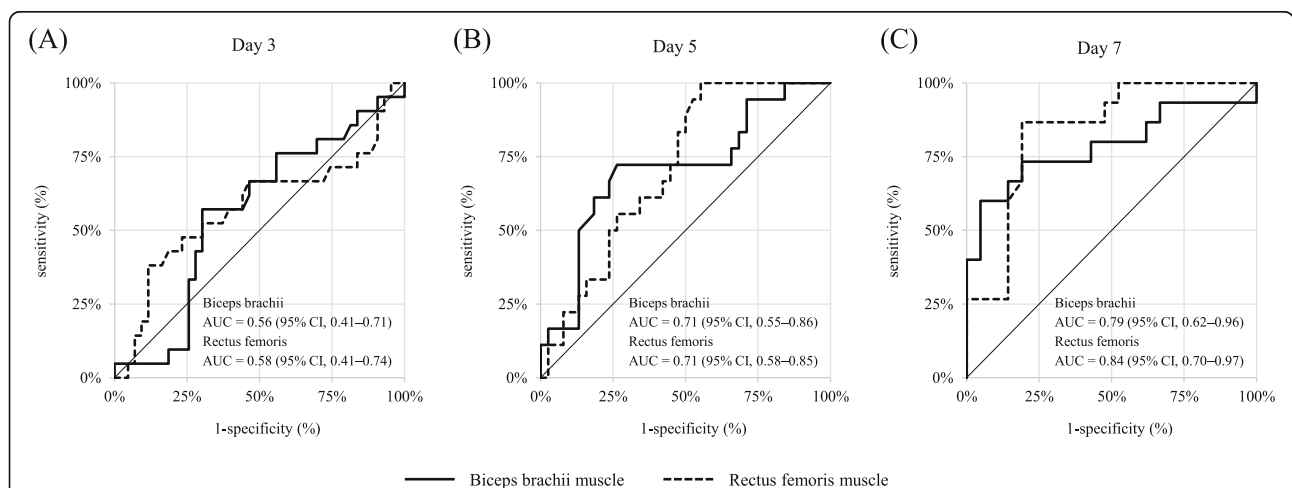 (A)
Day 3
100%
75%
50%
25%
0%
sensitivity (%)
Biceps brachii
AUC = 0.56 (95% CI, 0.41–0.71)
Rectus femoris
AUC = 0.58 (95% CI, 0.41–0.74)
0% 25% 50% 75% 100%
1-specificity (%)
(B)
Day 5
100%
75%
50%
25%
0%
sensitivity (%)
Biceps brachii
AUC = 0.71 (95% CI, 0.55–0.86)
Rectus femoris
AUC = 0.71 (95% CI, 0.58–0.85)
0% 25% 50% 75% 100%
1-specificity (%)
(C)
Day 7
100%
75%
50%
25%
0%
sensitivity (%)
Biceps brachii
AUC = 0.79 (95% CI, 0.62–0.96)
Rectus femoris
AUC = 0.84 (95% CI, 0.70–0.97)
0% 25% 50% 75% 100%
1-specificity (%)
Biceps brachii muscle
Rectus femoris muscle